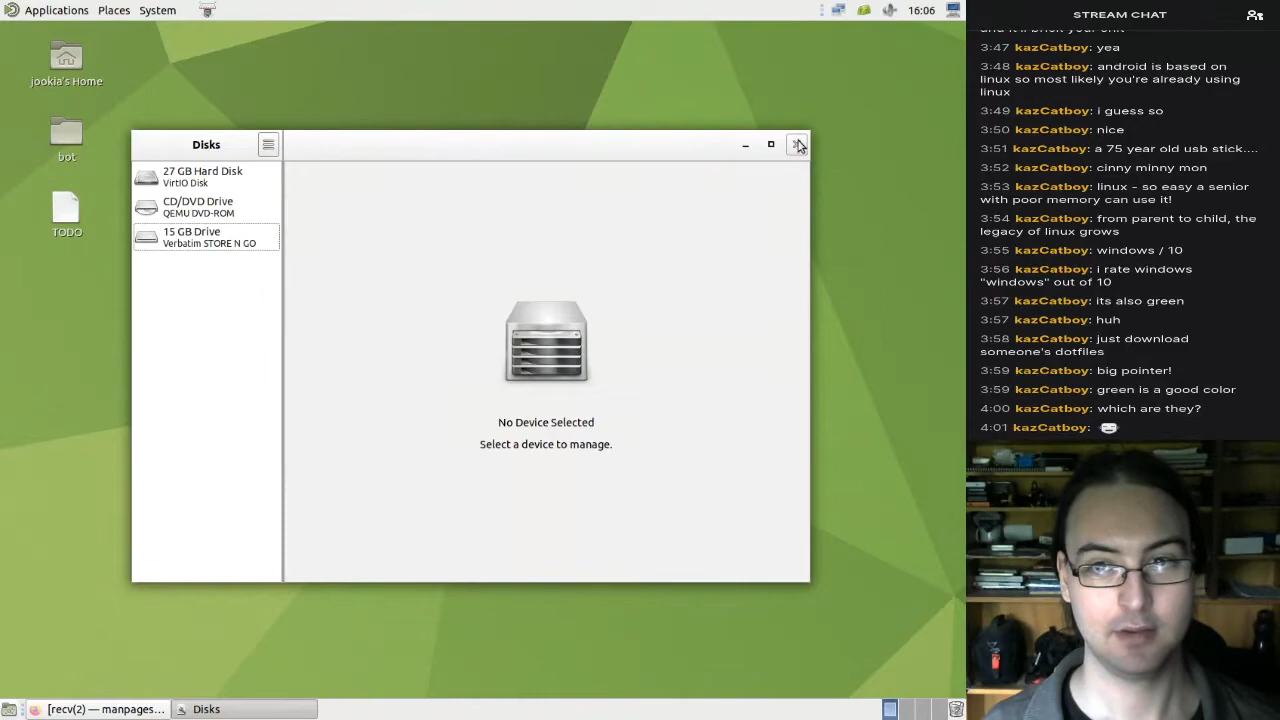 Applications Places System
16:06
jookia's Home
bot
TODO
Disks
27 GB Hard Disk
VirtIO Disk
CD/DVD Drive
QEMU DVD-ROM
15 GB Drive
Verbatim STORE N GO
No Device Selected
Select a device to manage.
[recv(2) — manpages...
Disks
STREAM CHAT
3:47 kazCatboy: yea
3:48 kazCatboy: android is based on
linux so most likely you're already using
linux
3:49 kazCatboy: i guess so
3:50 kazCatboy: nice
3:51 kazCatboy: a 75 year old usb stick....
3:52 kazCatboy: cinny minny mon
3:53 kazCatboy: linux - so easy a senior
with poor memory can use it!
3:54 kazCatboy: from parent to child, the
legacy of linux grows
3:55 kazCatboy: windows / 10
3:56 kazCatboy: i rate windows
"windows" out of 10
3:57 kazCatboy: its also green
3:57 kazCatboy: huh
3:58 kazCatboy: just download
someone's dotfiles
3:59 kazCatboy: big pointer!
3:59 kazCatboy: green is a good color
4:00 kazCatboy: which are they?
4:01 kazCatboy: